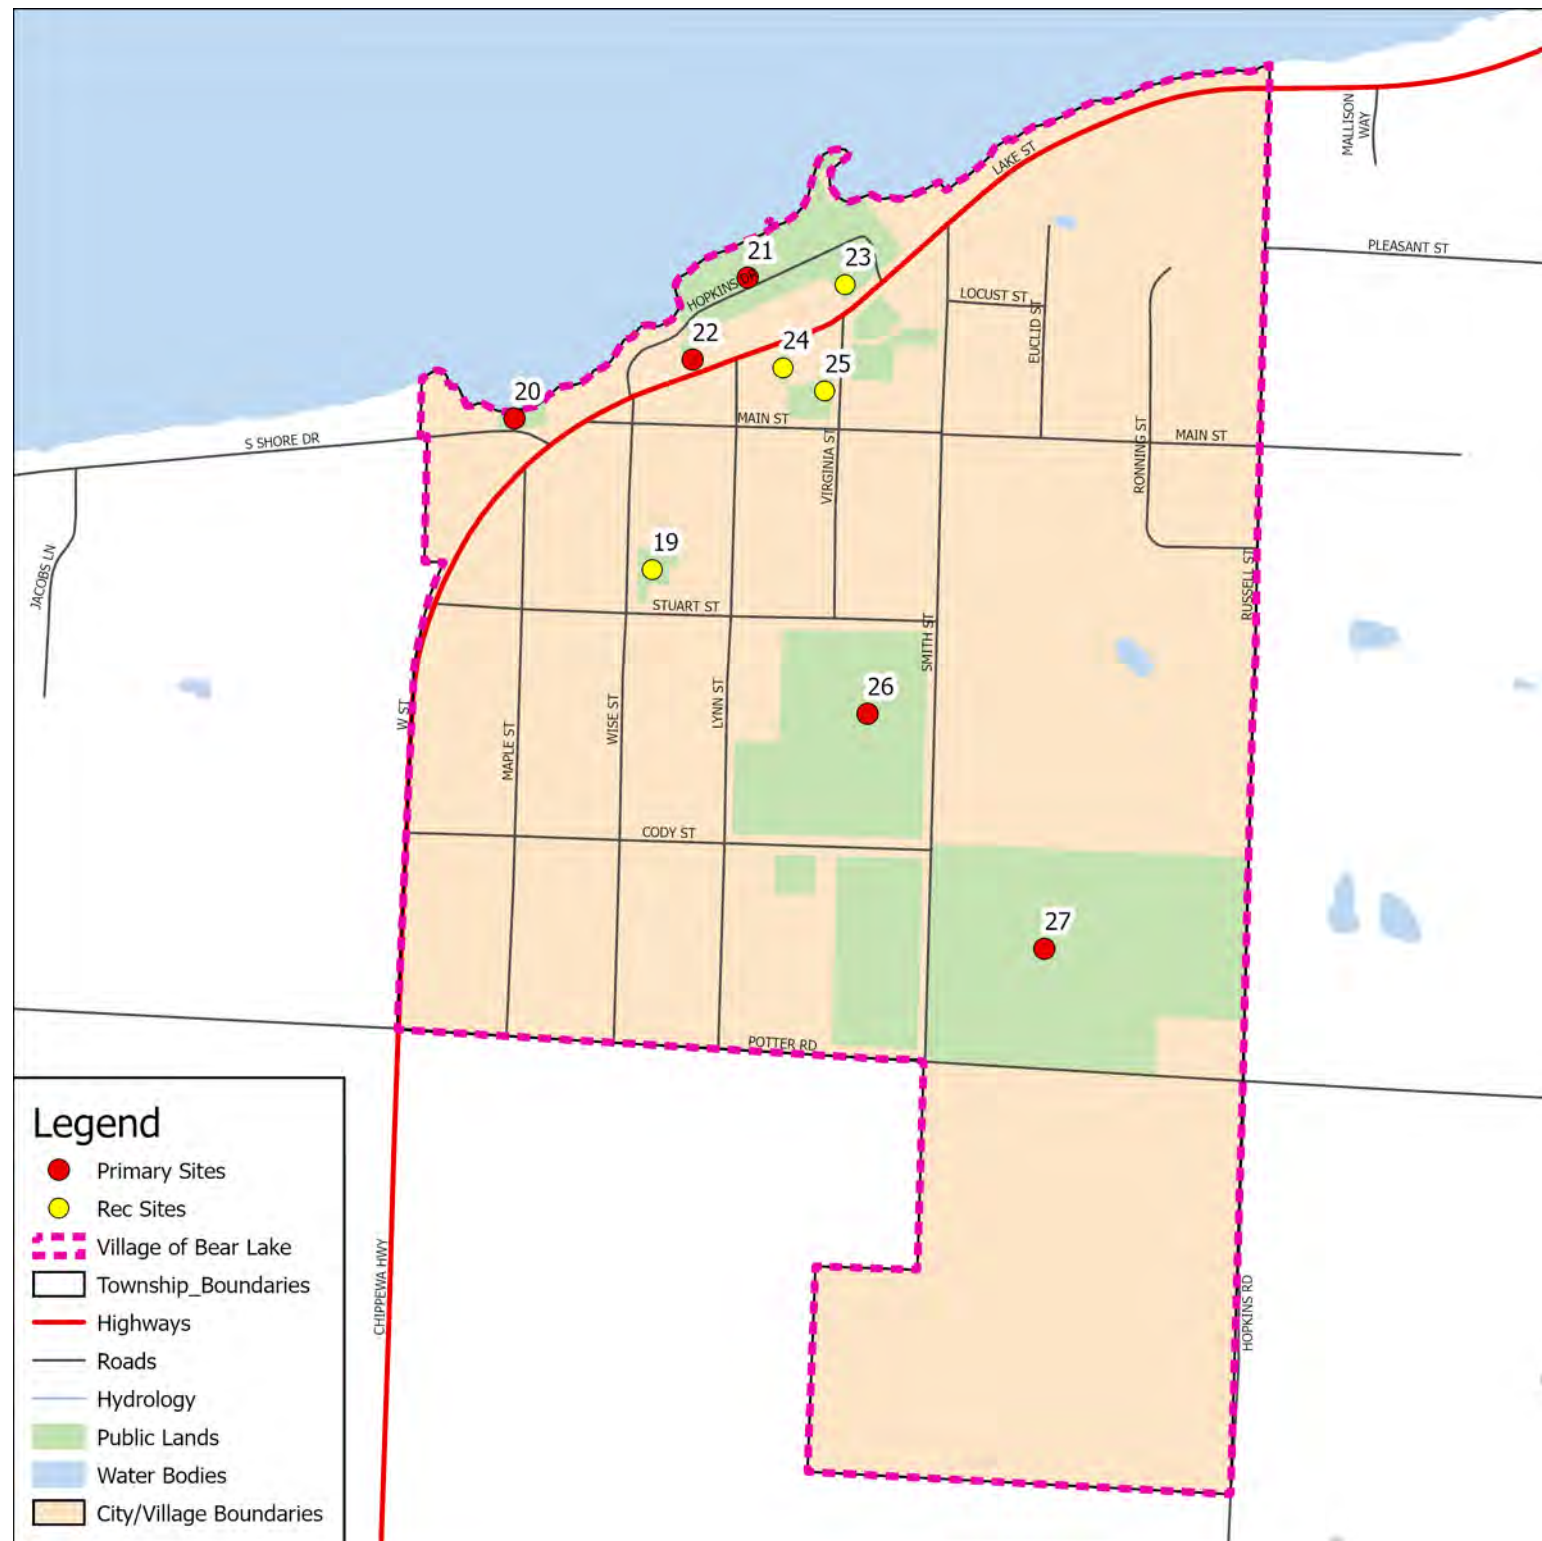 MALLISON
WAY
LAKE ST
PLEASANT ST
21
23
HOPKINS DR
LOCUST ST
EUCLID ST
22
24
25
20
MAIN ST
S SHORE DR
MAIN ST
VIRGINIA ST
RONNING ST
19
JACOBS LN
STUART ST
RUSSELL ST
SMITH ST
26
W ST
MAPLE ST
WISE ST
LYNN ST
CODY ST
27
POTTER RD
CHIPPEWA HWY
HOPKINS RD
Legend
Primary Sites
Rec Sites
Village of Bear Lake
Township_Boundaries
Highways
Roads
Hydrology
Public Lands
Water Bodies
City/Village Boundaries